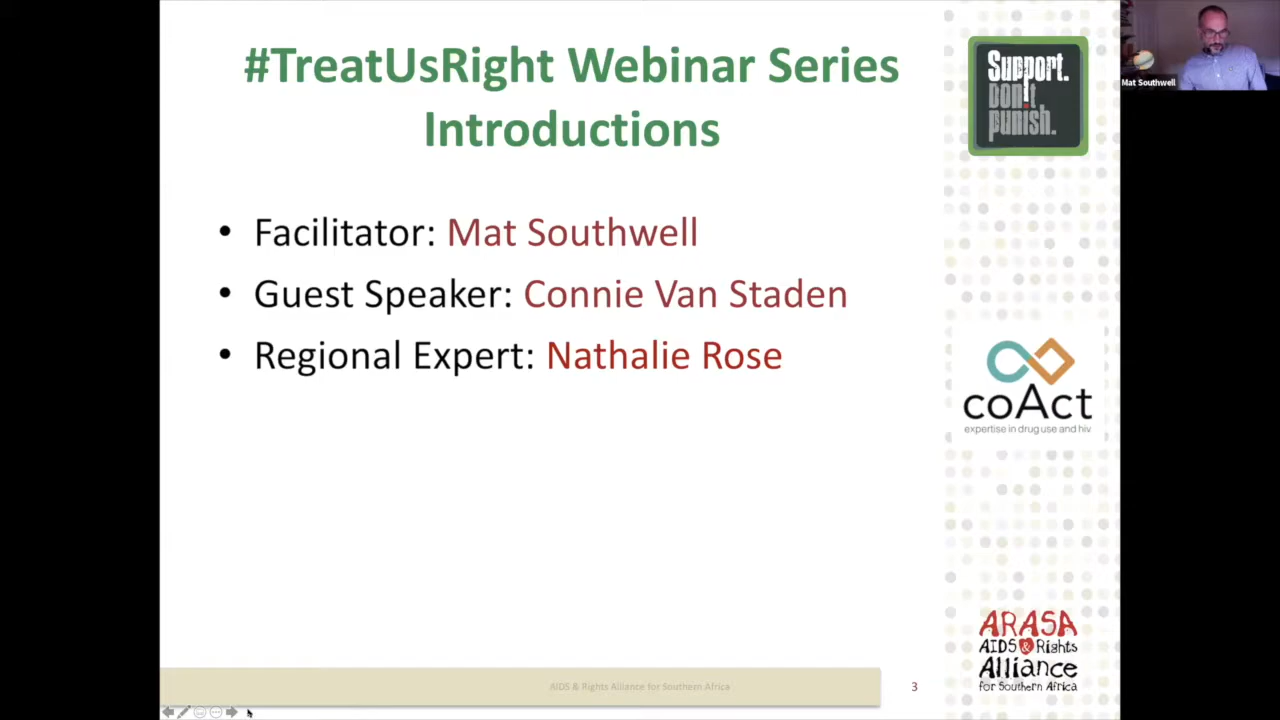 #TreatUsRight Webinar Series
Introductions
• Facilitator: Mat Southwell
• Guest Speaker: Connie Van Staden
• Regional Expert: Nathalie Rose
Support.
Don't
punish.
Mat Southwell
coAct
expertise in drug use and hiv
ARASA
AIDS & Rights
Alliance
for Southern Africa
AIDS & Rights Alliance for Southern Africa
3